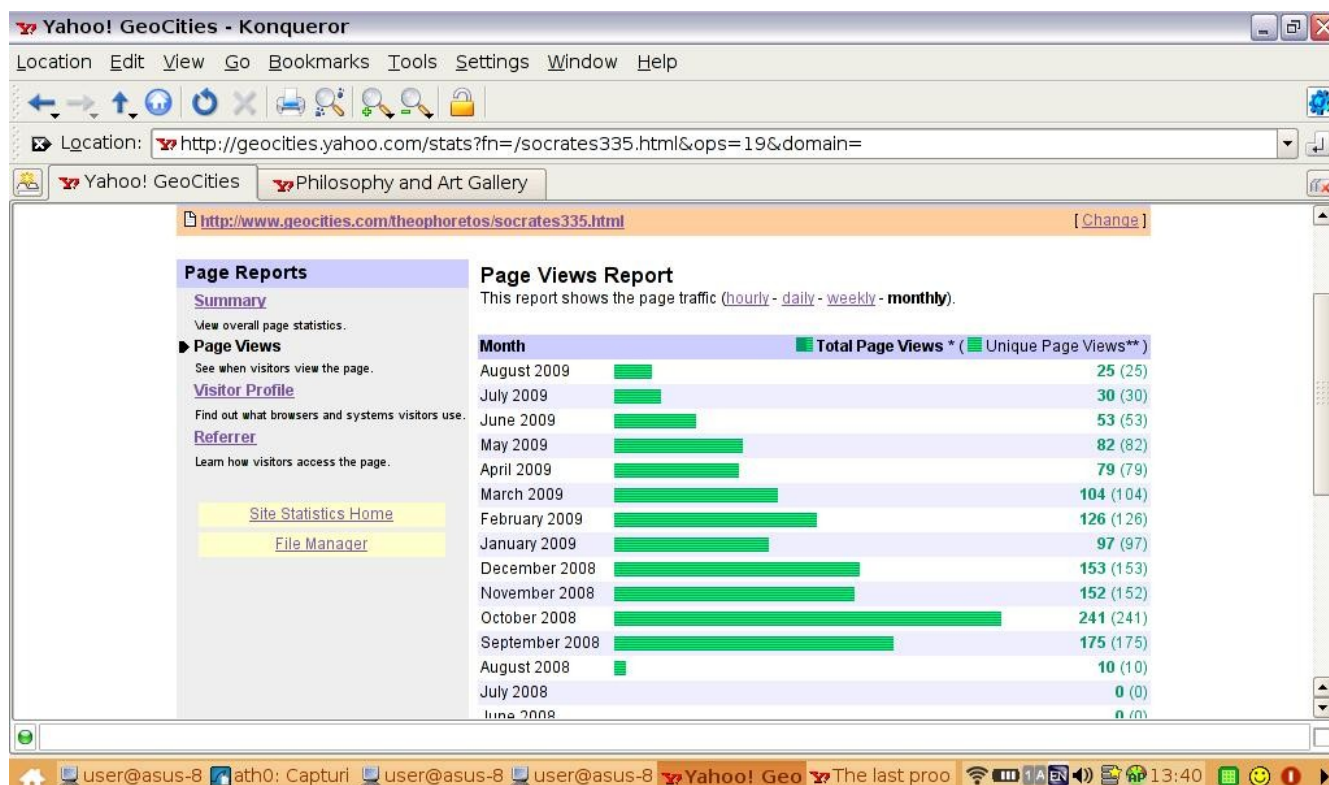 Yahoo! GeoCities - Konqueror
Location Edit View Go Bookmarks Tools Settings Window Help
Location: http://geocities.yahoo.com/stats?fn=/socrates335.html&ops=19&domain=
Yahoo! GeoCities Philosophy and Art Gallery
http://www.geocities.com/theophoretos/socrates335.html [ Change ]
Page Reports
Summary
View overall page statistics.
Page Views
See when visitors view the page.
Visitor Profile
Find out what browsers and systems visitors use.
Referrer
Learn how visitors access the page.
Site Statistics Home
File Manager
Page Views Report
This report shows the page traffic (hourly - daily - weekly - monthly).
Month Total Page Views * ( Unique Page Views** )
August 2009 25 (25)
July 2009 30 (30)
June 2009 53 (53)
May 2009 82 (82)
April 2009 79 (79)
March 2009 104 (104)
February 2009 126 (126)
January 2009 97 (97)
December 2008 153 (153)
November 2008 152 (152)
October 2008 241 (241)
September 2008 175 (175)
August 2008 10 (10)
July 2008 0 (0)
June 2008 0 (0)
user@asus-8 ath0: Capturi user@asus-8 user@asus-8 Yahoo! Geo The last proo 1 A EN AP 13:40